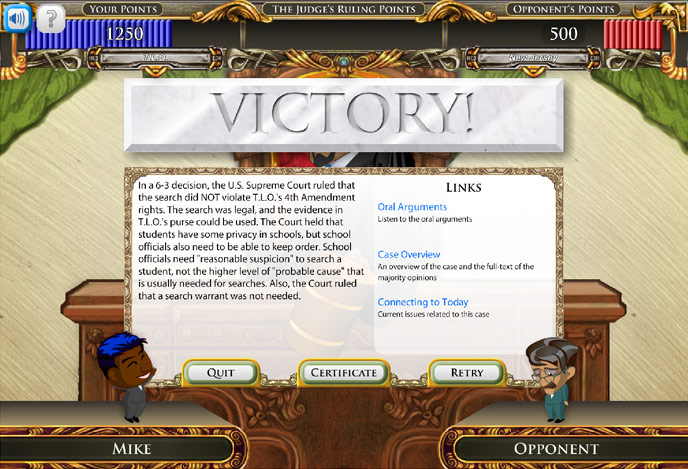 Your Points
The Judge's Ruling Points
Opponent's Points
?
1250
500
T.L.O.
New Jersey
Victory!
In a 6-3 decision, the U.S. Supreme Court ruled that
the search did NOT violate T.L.O.'s 4th Amendment
rights. The search was legal, and the evidence in
T.L.O.'s purse could be used. The Court held that
students have some privacy in schools, but school
officials also need to be able to keep order. School
officials need "reasonable suspicion" to search a
student, not the higher level of "probable cause" that
is usually needed for searches. Also, the Court ruled
that a search warrant was not needed.
Links
Oral Arguments
Listen to the oral arguments
Case Overview
An overview of the case and the full-text of the
majority opinions
Connecting to Today
Current issues related to this case
Quit
Certificate
Retry
Mike
Opponent